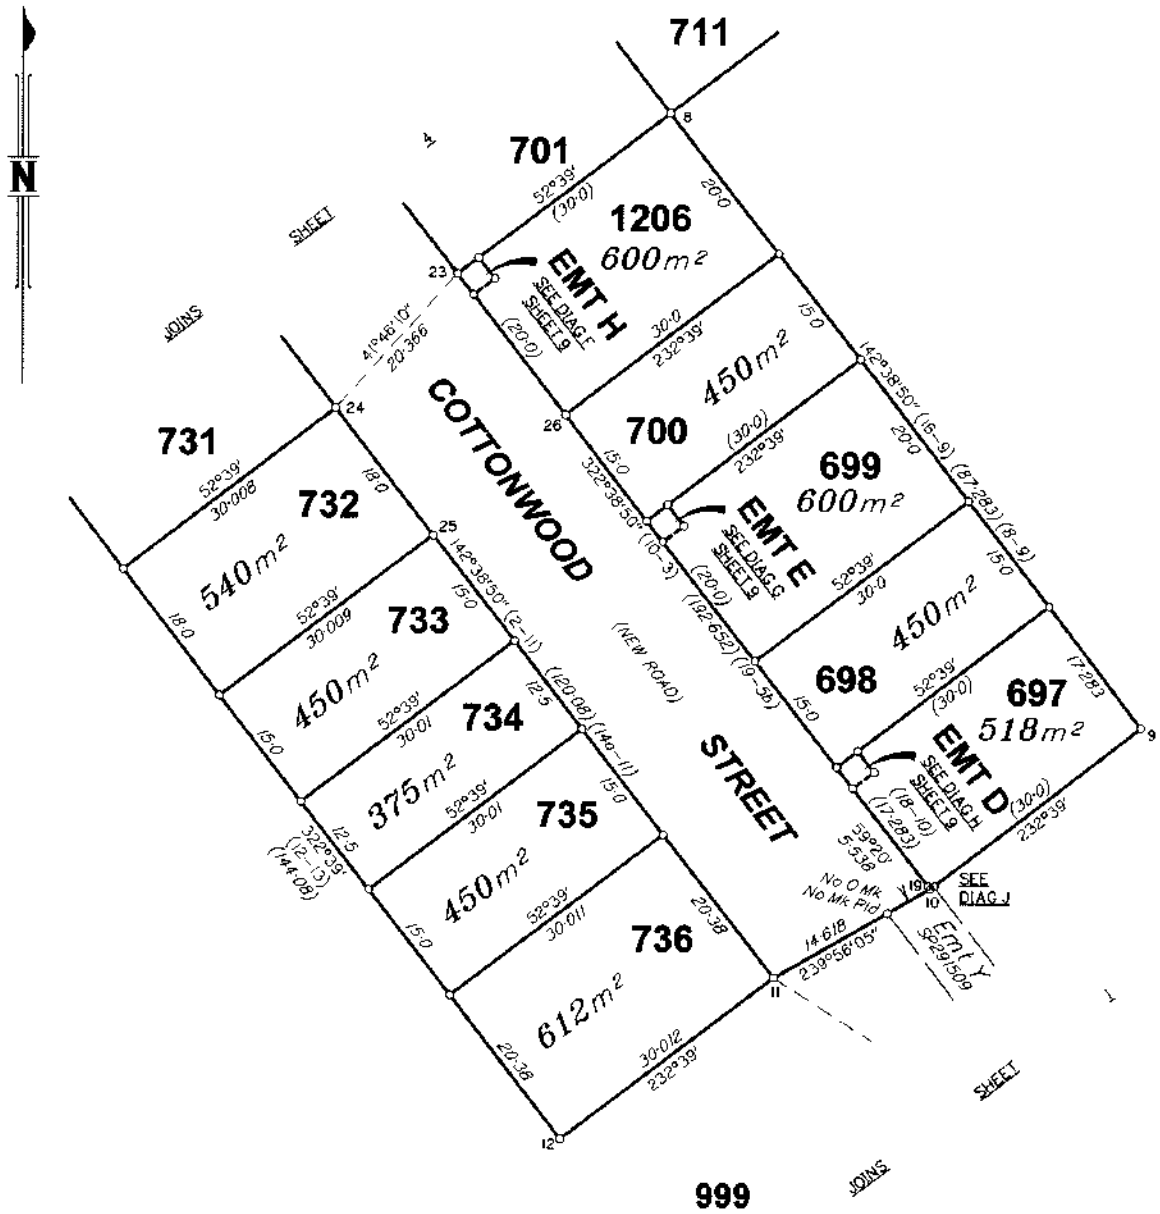 711
8
4
701
52°39'
(30·0)
20·0
N
SHEET
1206
600m²
23
EMT H
SEE DIAG F
SHEET 9
JOINS
(20·0)
30·0
232°39'
15·0
41°46'10"
20·366
450m²
142°38'50" (16-9) (87·283) (8-9)
24
COTTONWOOD
26
700
(30·0)
232°39'
731
52°39'
30·008
18·0
15·0
699
600m²
20·0
732
322°38'50" (10-3) (192·652) (19-5b)
EMT E
SEE DIAG G
SHEET 9
25
142°38'50" (2-11) (120·08) (14a-11)
540m²
(20·0)
52°39'
30·0
15·0
18·0
52°39'
30·009
15·0
733
(NEW ROAD)
450m²
450m²
698
52°39'
(30·0)
697
518m²
17·283
9
15·0
52°39'
30·01
734
12·5
15·0
STREET
EMT D
SEE DIAG H
SHEET 9
375m²
(18-10)
(17·283)
(30·0)
232°39'
52°39'
30·01
735
15·0
12·5
322°39'
(12-13)
(144·08)
59°20'
5·538
No O Mk
No Mk Pld
19
10
SEE
DIAG J
450m²
52°39'
30·011
15·0
736
20·38
14·618
239°56'05"
Emt Y
SP291509
11
1
612m²
20·38
30·012
232°39'
SHEET
12
JOINS
999